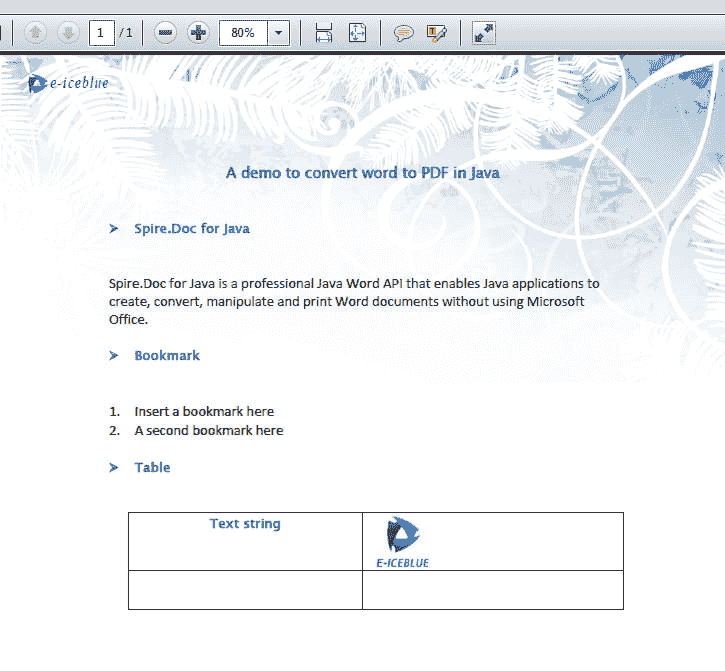 1 / 1
80%
e-iceblue
A demo to convert word to PDF in Java
➤ Spire.Doc for Java
Spire.Doc for Java is a professional Java Word API that enables Java applications to
create, convert, manipulate and print Word documents without using Microsoft
Office.
➤ Bookmark
1. Insert a bookmark here
2. A second bookmark here
➤ Table
Text string
E-ICEBLUE